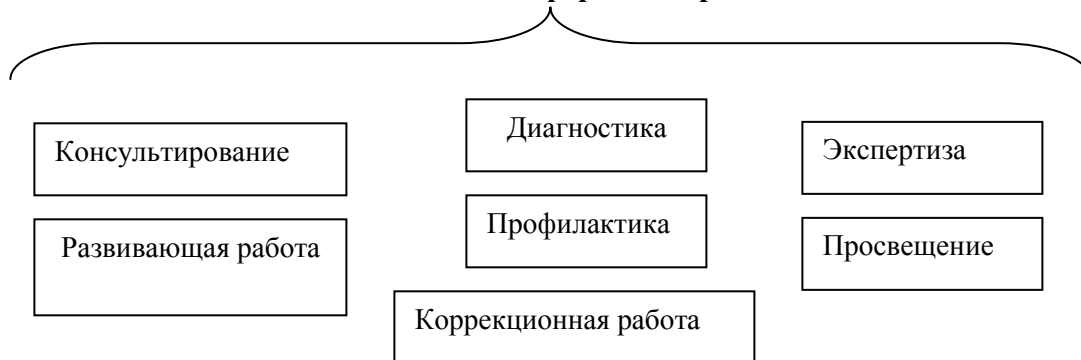 Консультирование
Диагностика
Экспертиза
Развивающая работа
Профилактика
Просвещение
Коррекционная работа